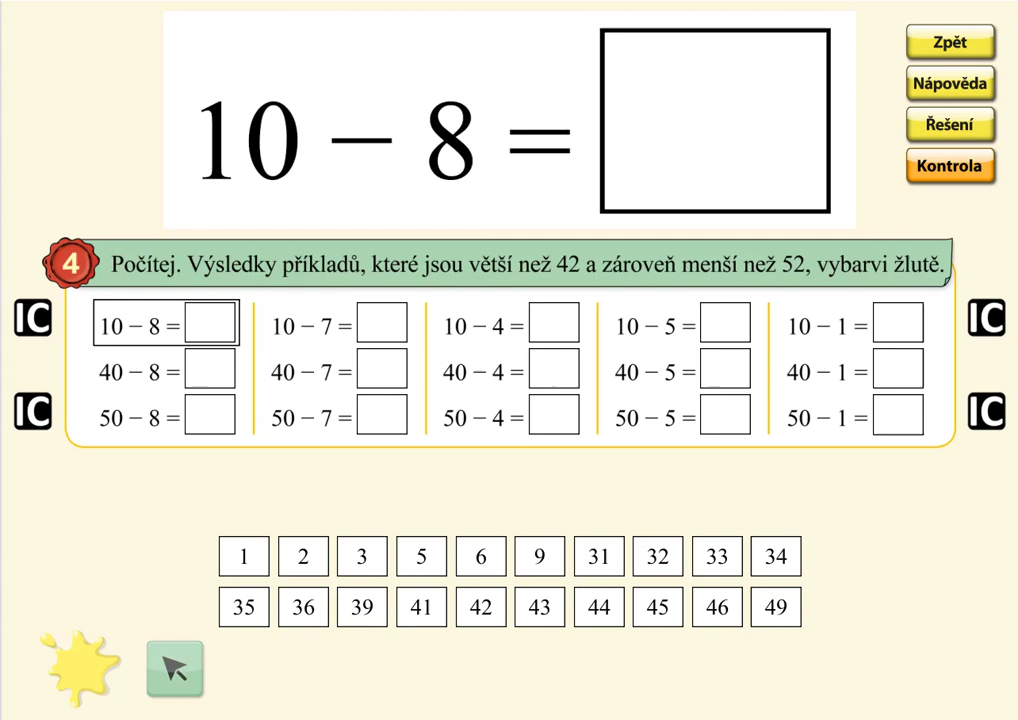 10 − 8 =
Zpět
Nápověda
Řešení
Kontrola
4 Počítej. Výsledky příkladů, které jsou větší než 42 a zároveň menší než 52, vybarvi žlutě.
IC 10 − 8 = 10 − 7 = 10 − 4 = 10 − 5 = 10 − 1 = IC
40 − 8 = 40 − 7 = 40 − 4 = 40 − 5 = 40 − 1 =
IC 50 − 8 = 50 − 7 = 50 − 4 = 50 − 5 = 50 − 1 = IC
1 2 3 5 6 9 31 32 33 34
35 36 39 41 42 43 44 45 46 49